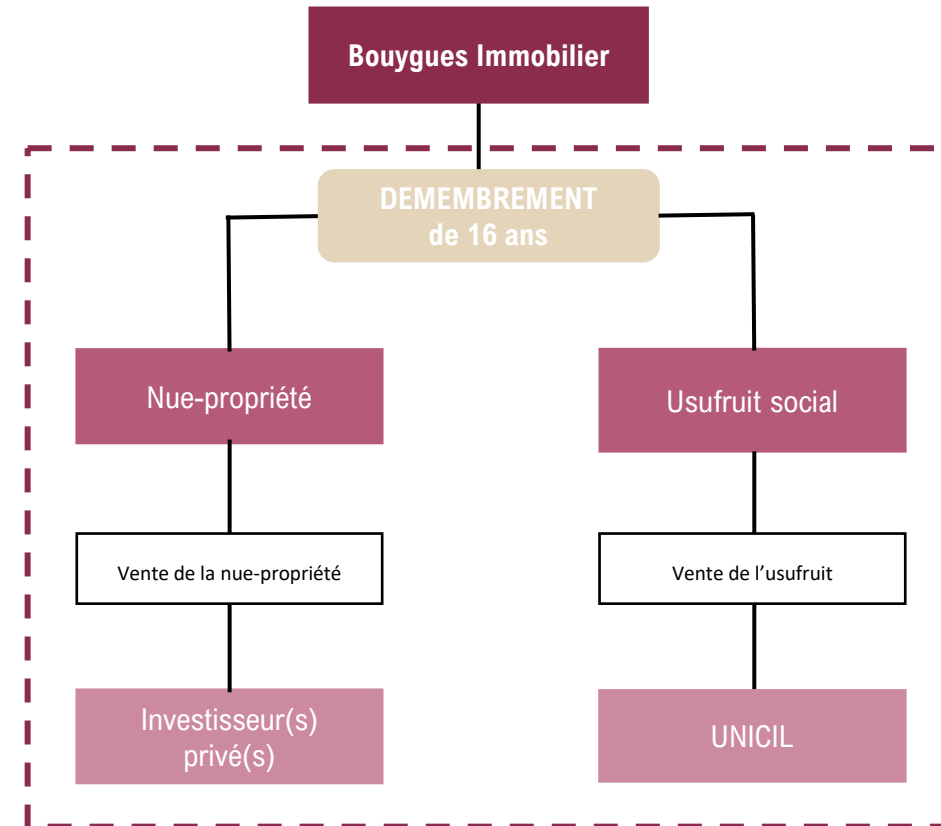 Bouygues Immobilier
DEMEMBREMENT
de 16 ans
Nue-propriété
Usufruit social
Vente de la nue-propriété
Vente de l’usufruit
Investisseur(s)
privé(s)
UNICIL